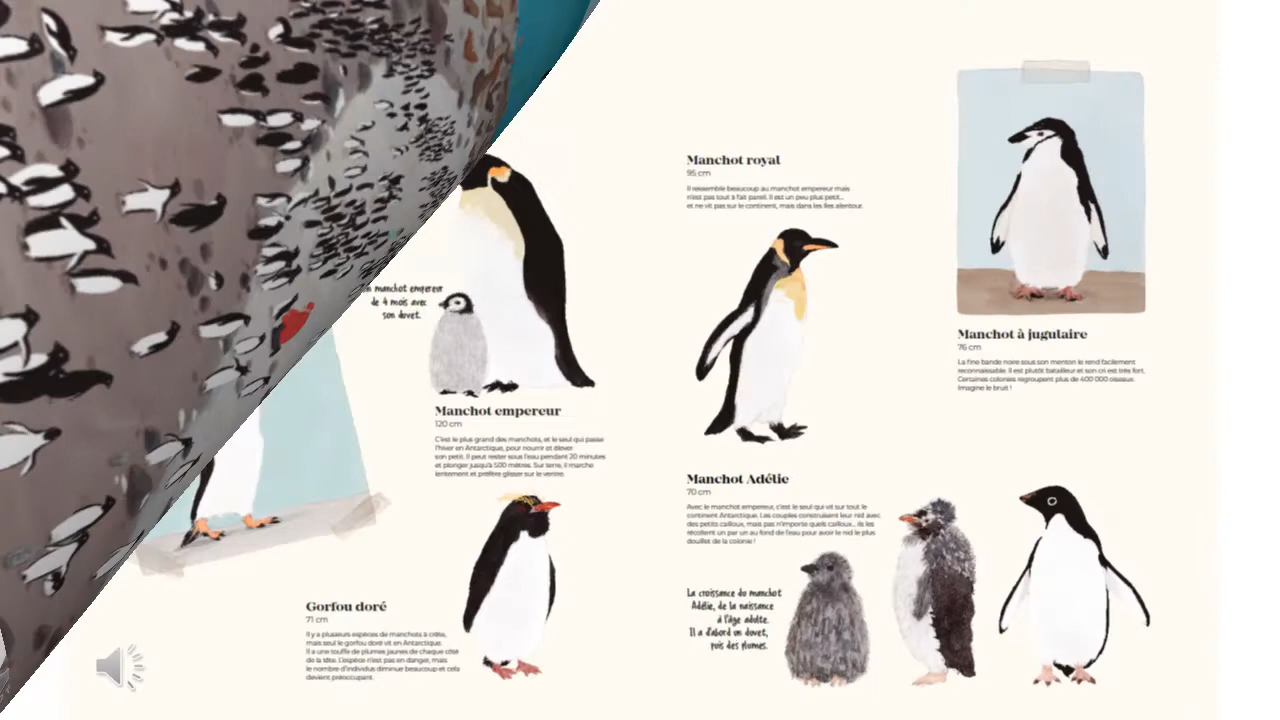 manchot empereur
de 4 mois avec
son duvet.
Manchot empereur
120 cm
C'est le plus grand des manchots, et le seul qui passe
l'hiver en Antarctique, pour nourrir et élever
son petit. Il peut rester sous l'eau pendant 20 minutes
et plonger jusqu'à 500 mètres. Sur terre, il marche
lentement et préfère glisser sur le ventre.
Gorfou doré
71 cm
Il y a plusieurs espèces de manchots à crête,
mais seul le gorfou doré vit en Antarctique.
Il a une touffe de plumes jaunes de chaque côté
de la tête. L'espèce n'est pas en danger, mais
le nombre d'individus diminue beaucoup et cela
devient préoccupant.
Manchot royal
95 cm
Il ressemble beaucoup au manchot empereur mais
n'est pas tout à fait pareil. Il est un peu plus petit...
et ne vit pas sur le continent, mais dans les îles alentour.
Manchot Adélie
70 cm
Avec le manchot empereur, c'est le seul qui vit sur tout le
continent Antarctique. Les couples construisent leur nid avec
des petits cailloux, mais pas n'importe quels cailloux... ils les
récoltent un par un au fond de l'eau pour avoir le nid le plus
douillet de la colonie !
La croissance du manchot
Adélie, de la naissance
à l'âge adulte.
Il a d'abord un duvet,
puis des plumes.
Manchot à jugulaire
76 cm
La fine bande noire sous son menton le rend facilement
reconnaissable. Il est plutôt batailleur et son cri est très fort.
Certaines colonies regroupent plus de 400 000 oiseaux.
Imagine le bruit !